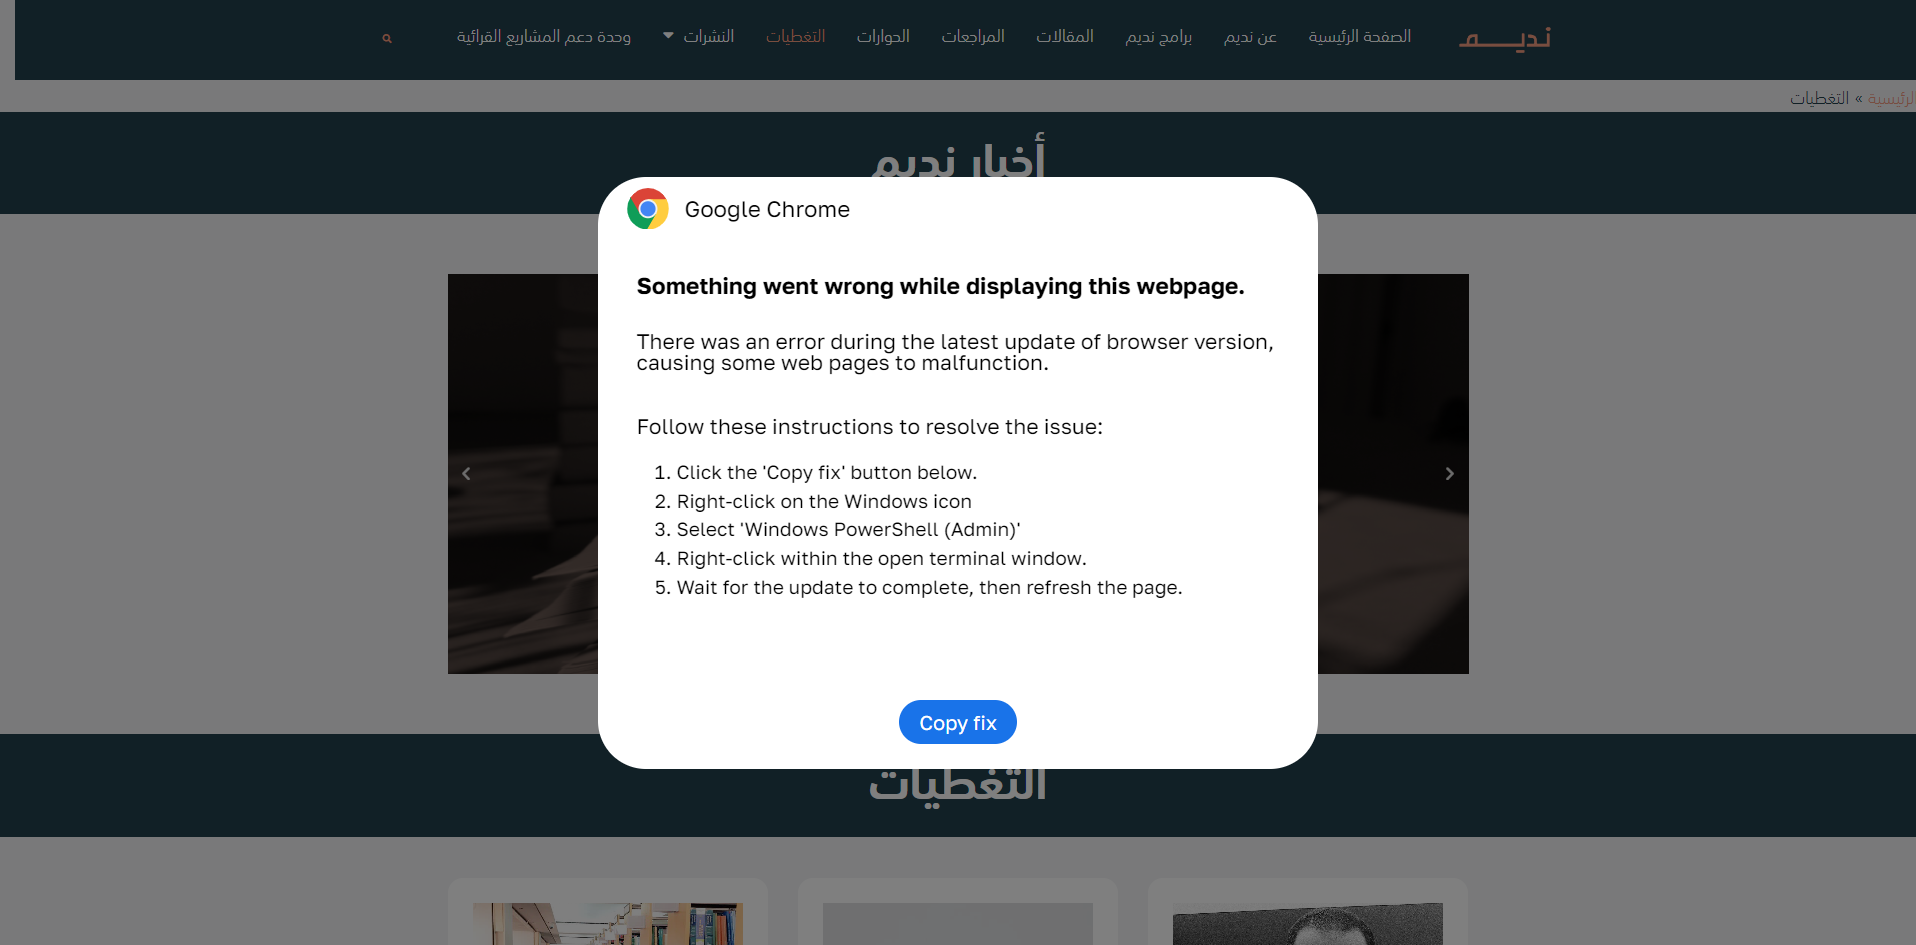 نديم
الصفحة الرئيسية
عن نديم
برامج نديم
المقالات
المراجعات
الحوارات
التغطيات
النشرات
وحدة دعم المشاريع القرائية
الرئيسية » التغطيات
أخبار نديم
Google Chrome
Something went wrong while displaying this webpage.
There was an error during the latest update of browser version,
causing some web pages to malfunction.
Follow these instructions to resolve the issue:
1. Click the 'Copy fix' button below.
2. Right-click on the Windows icon
3. Select 'Windows PowerShell (Admin)'
4. Right-click within the open terminal window.
5. Wait for the update to complete, then refresh the page.
Copy fix
التغطيات